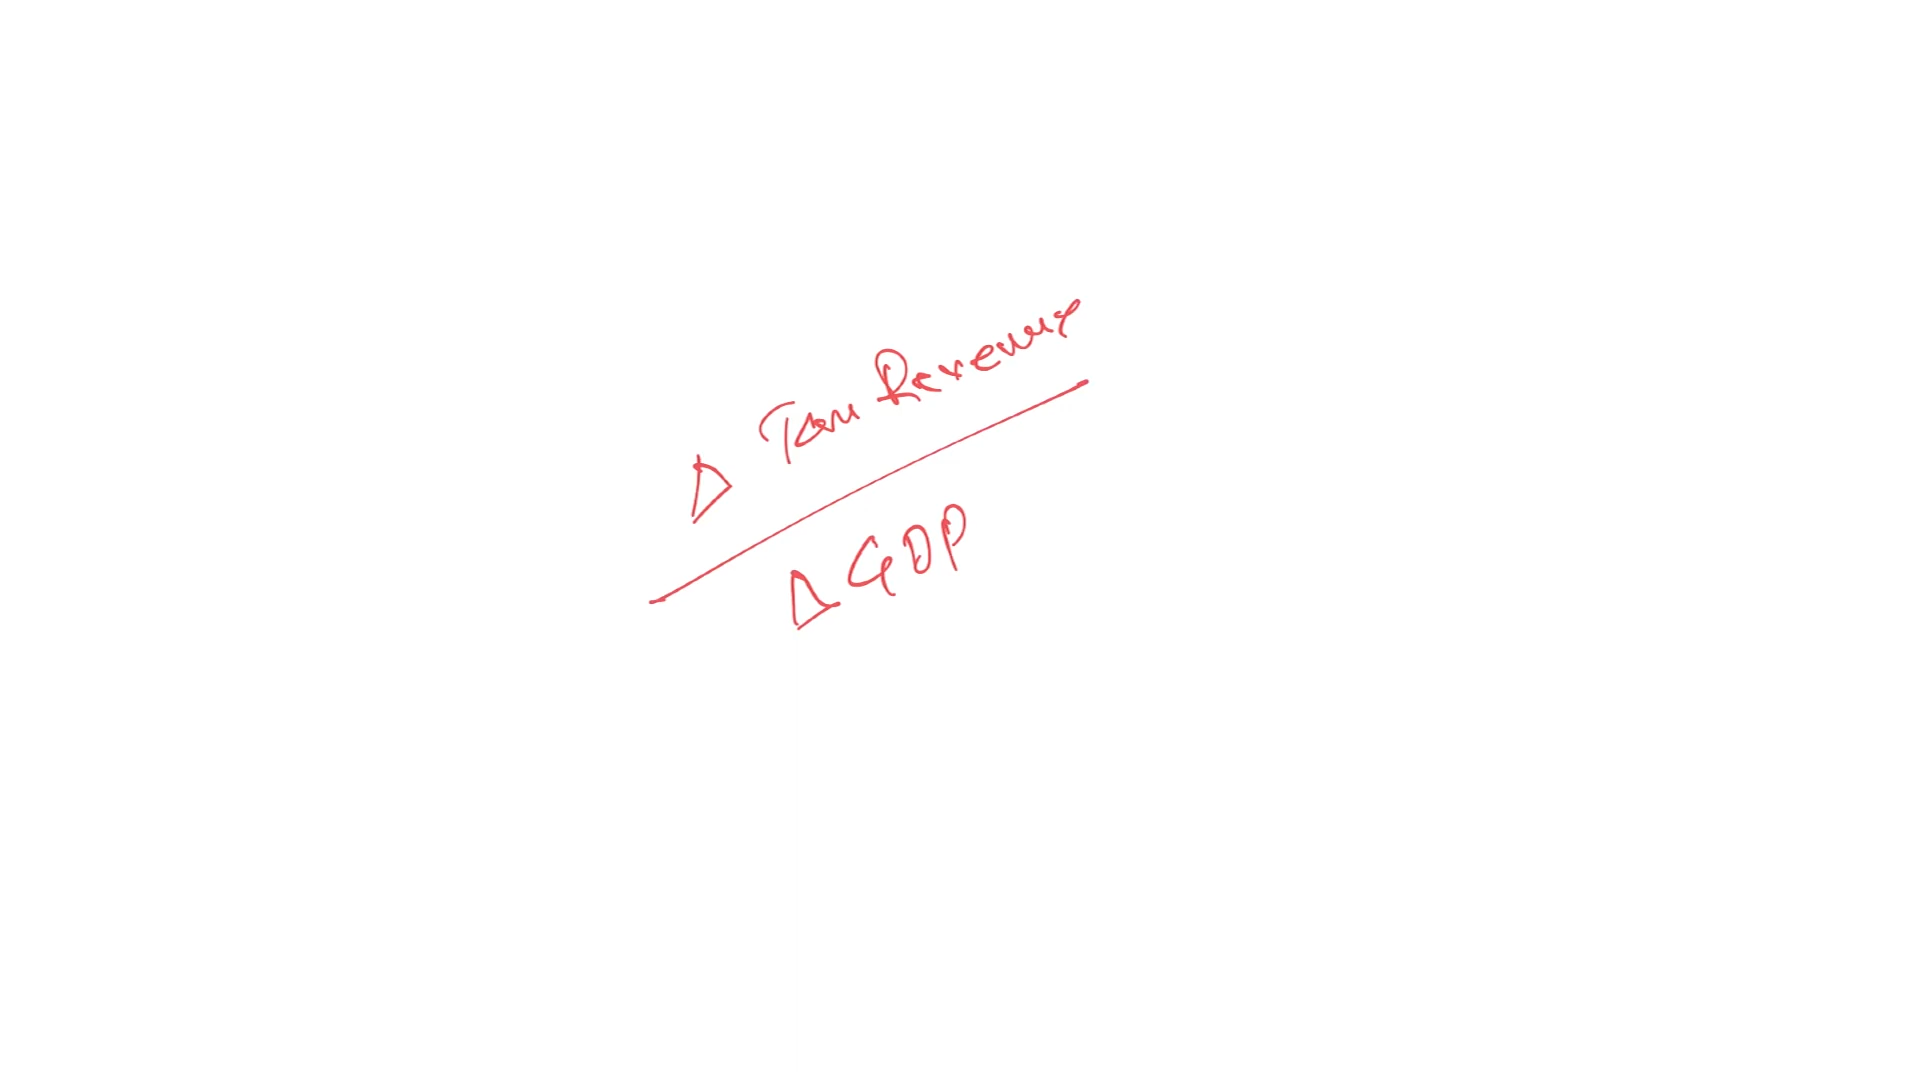 Δ Tax Revenue
Δ GDP